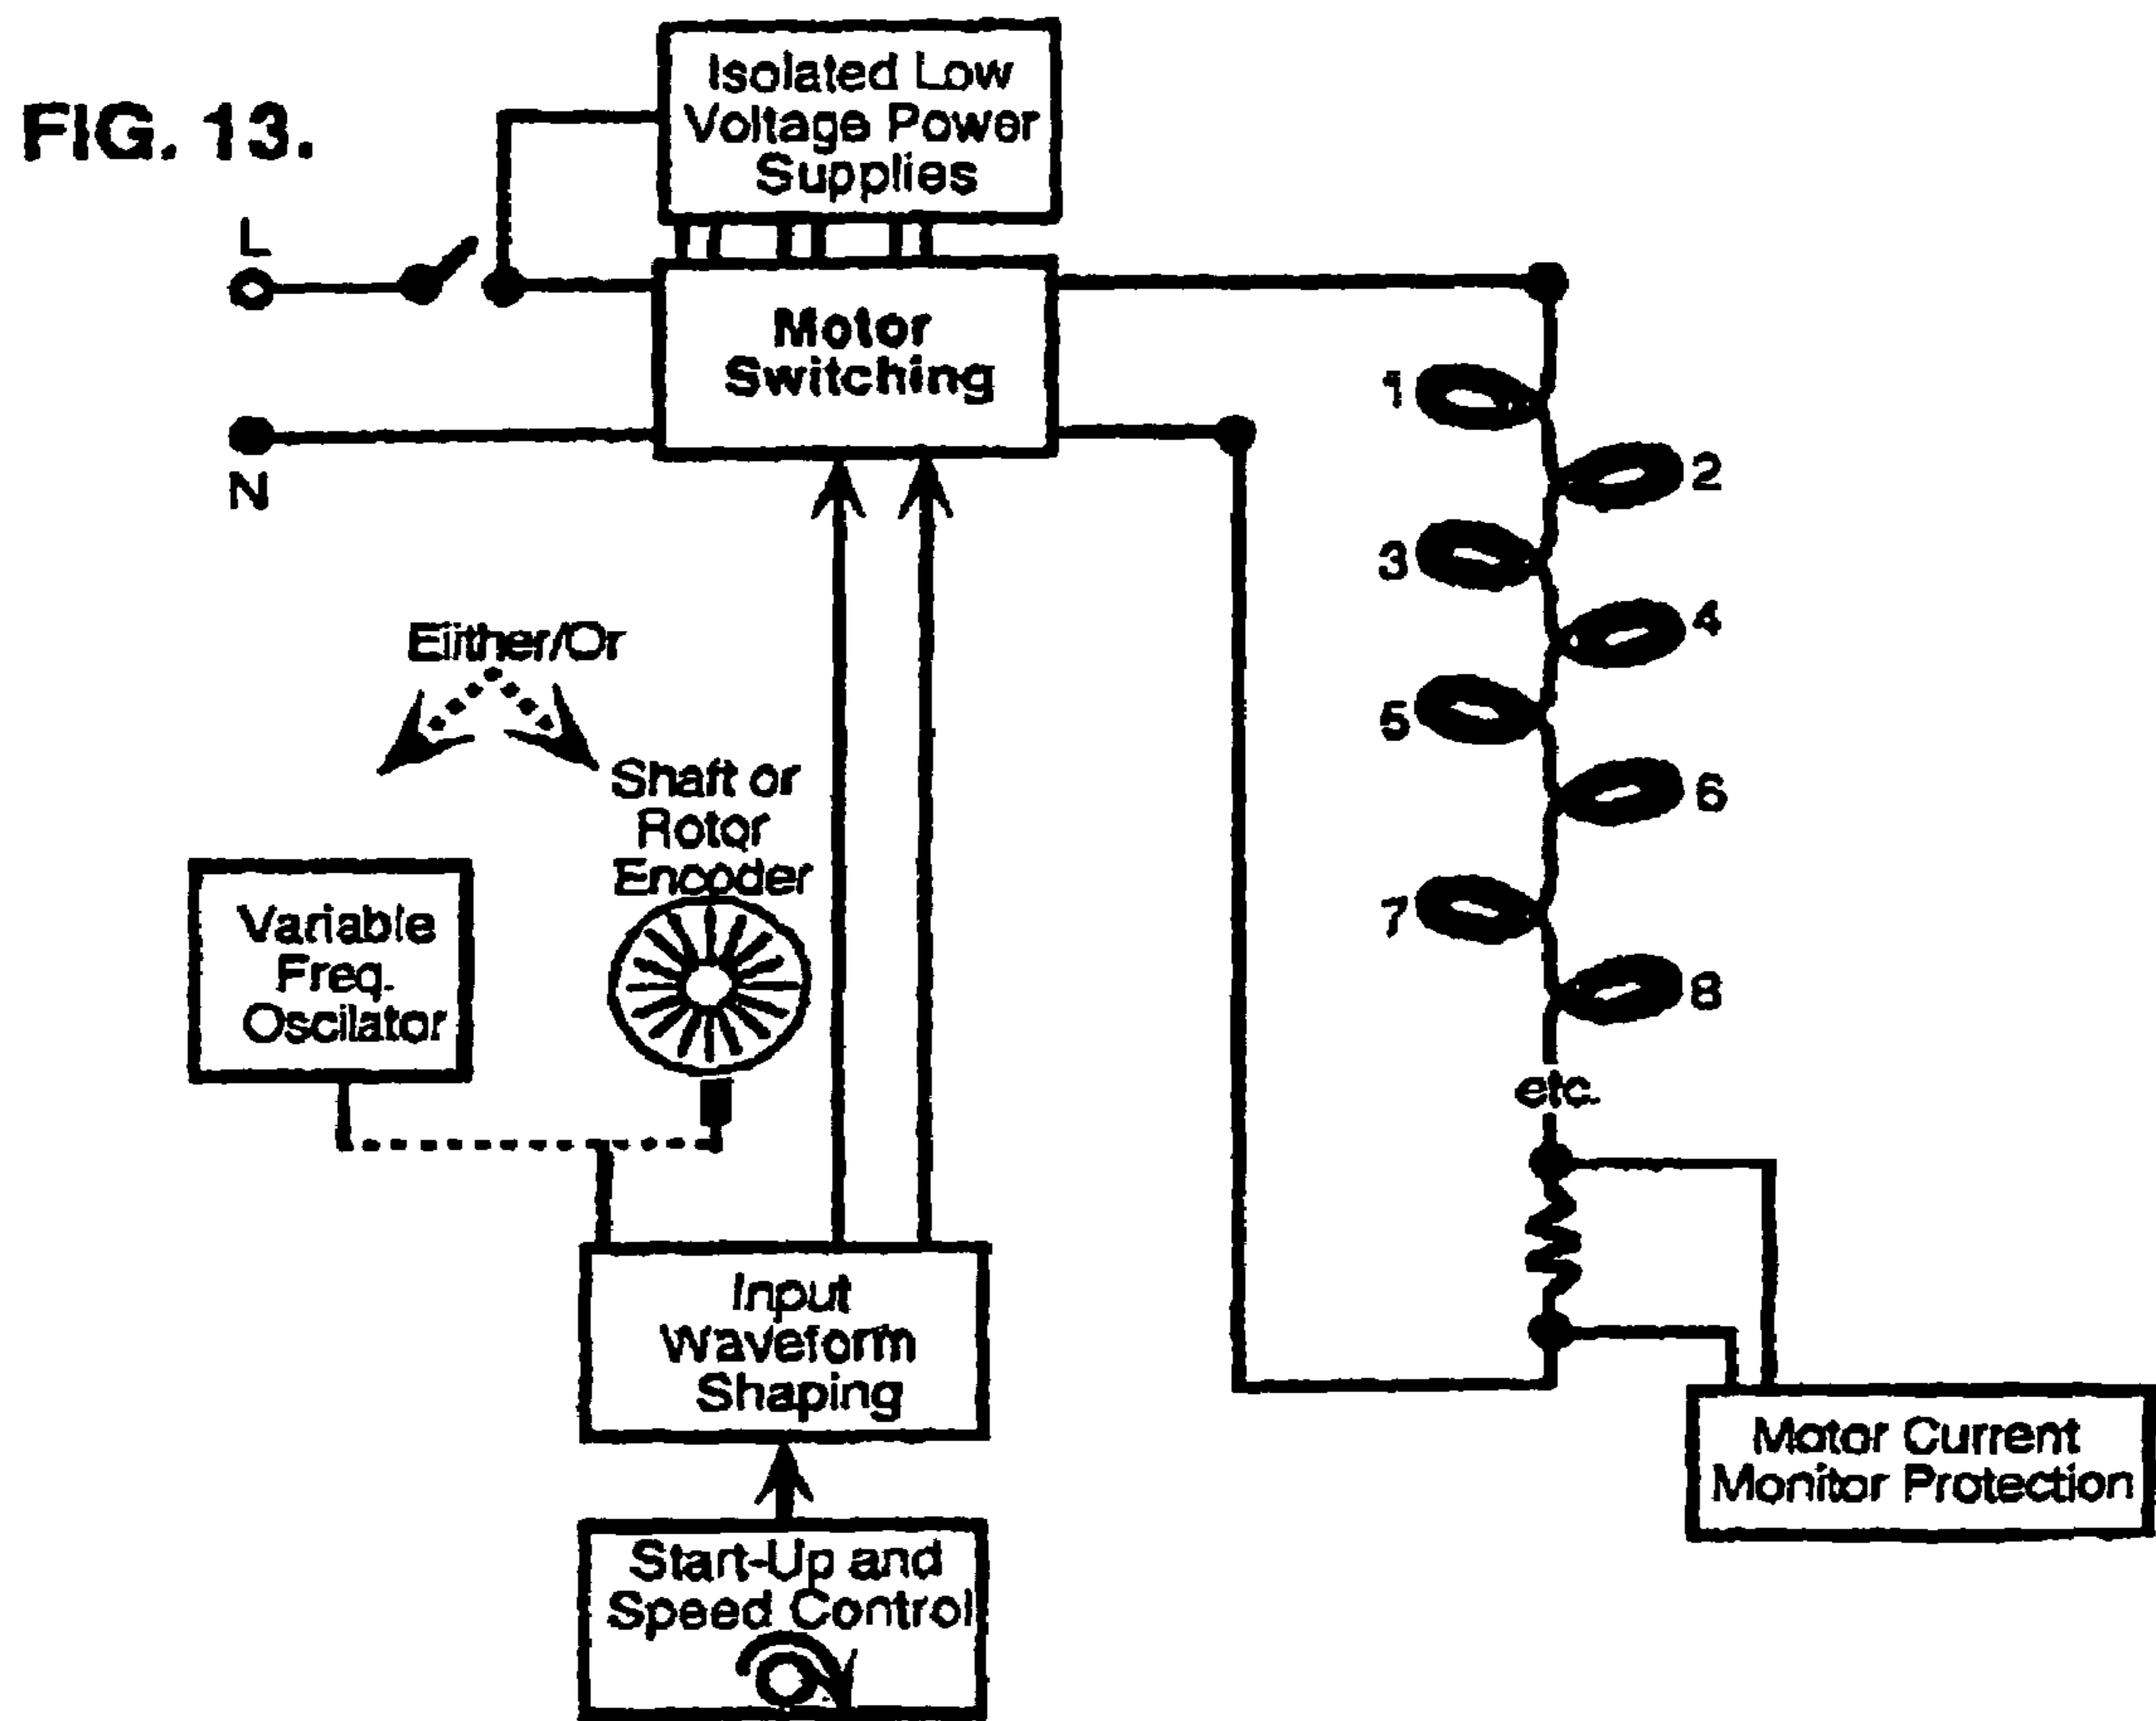 FIG. 13.
Isolated Low
Voltage Power
Supplies
L
Motor
Switching
N
1
2
3
4
5
6
7
8
etc.
Either/Or
Shaft or
Rotor
Encoder
Variable
Freq.
Oscilator
Input
Waveform
Shaping
Motor Current
Monitor Protection
Start-Up and
Speed Control